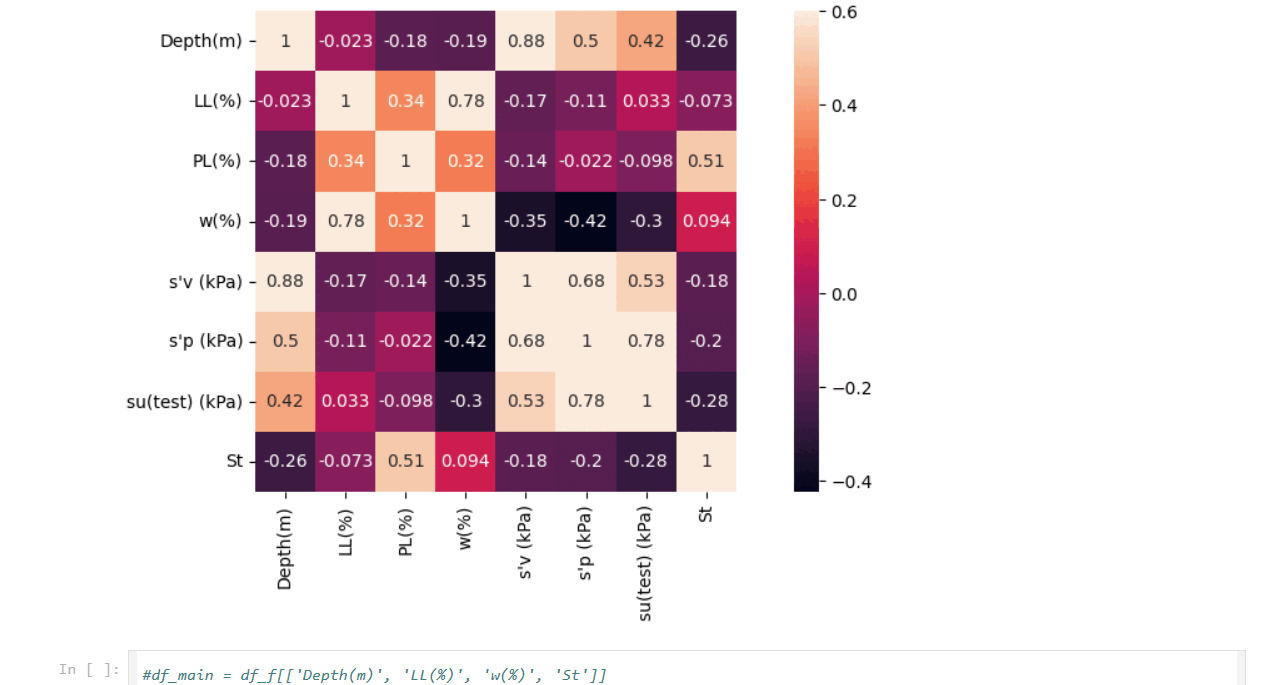 0.6
Depth(m) 1 -0.023 -0.18 -0.19 0.88 0.5 0.42 -0.26
LL(%) -0.023 1 0.34 0.78 -0.17 -0.11 0.033 -0.073
0.4
PL(%) -0.18 0.34 1 0.32 -0.14 -0.022 -0.098 0.51
0.2
w(%) -0.19 0.78 0.32 1 -0.35 -0.42 -0.3 0.094
s'v (kPa) 0.88 -0.17 -0.14 -0.35 1 0.68 0.53 -0.18
0.0
s'p (kPa) 0.5 -0.11 -0.022 -0.42 0.68 1 0.78 -0.2
−0.2
su(test) (kPa) 0.42 0.033 -0.098 -0.3 0.53 0.78 1 -0.28
St -0.26 -0.073 0.51 0.094 -0.18 -0.2 -0.28 1
−0.4
Depth(m)
LL(%)
PL(%)
w(%)
s'v (kPa)
s'p (kPa)
su(test) (kPa)
St
In [ ]: #df_main = df_f[['Depth(m)', 'LL(%)', 'w(%)', 'St']]